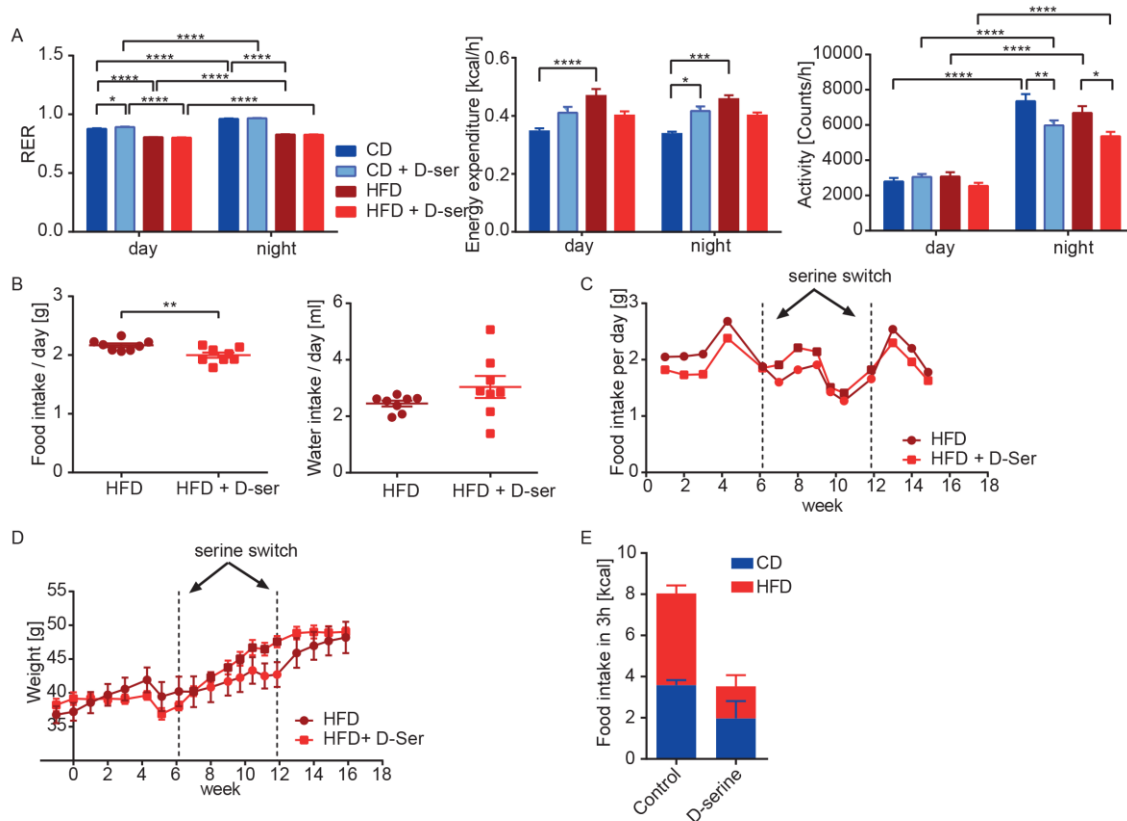 A
RER
1.5
1.0
0.5
0.0
day
night
****
****
****
****
****
*
****
****
CD
CD + D-ser
HFD
HFD + D-ser
Energy expenditure [kcal/h]
0.6
0.4
0.2
0.0
day
night
****
***
*
Activity [Counts/h]
10000
8000
6000
4000
2000
0
day
night
****
****
****
****
**
*
B
Food intake / day [g]
3
2
1
0
**
HFD
HFD + D-ser
Water intake / day [ml]
6
4
2
0
HFD
HFD + D-ser
C
serine switch
Food intake per day [g]
3
2
1
0
HFD
HFD + D-Ser
0 2 4 6 8 10 12 14 16 18
week
D
serine switch
Weight [g]
55
50
45
40
35
HFD
HFD+ D-Ser
0 2 4 6 8 10 12 14 16 18
week
E
Food intake in 3h [kcal]
10
8
6
4
2
0
CD
HFD
Control
D-serine